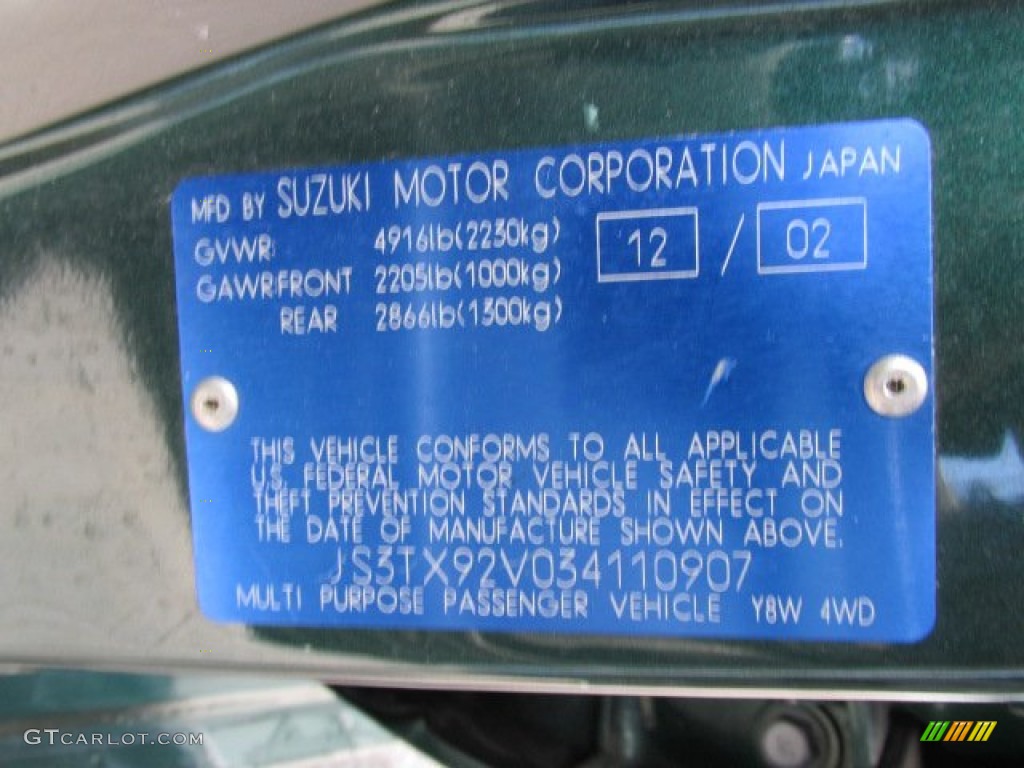 MFD BY SUZUKI MOTOR CORPORATION JAPAN
GVWR 4916lb(2230kg) 12 / 02
GAWR FRONT 2205lb(1000kg)
REAR 2866lb(1300kg)
THIS VEHICLE CONFORMS TO ALL APPLICABLE
U.S. FEDERAL MOTOR VEHICLE SAFETY AND
THEFT PREVENTION STANDARDS IN EFFECT ON
THE DATE OF MANUFACTURE SHOWN ABOVE.
JS3TX92V034110907
MULTI PURPOSE PASSENGER VEHICLE Y8W 4WD
GTCARLOT.COM